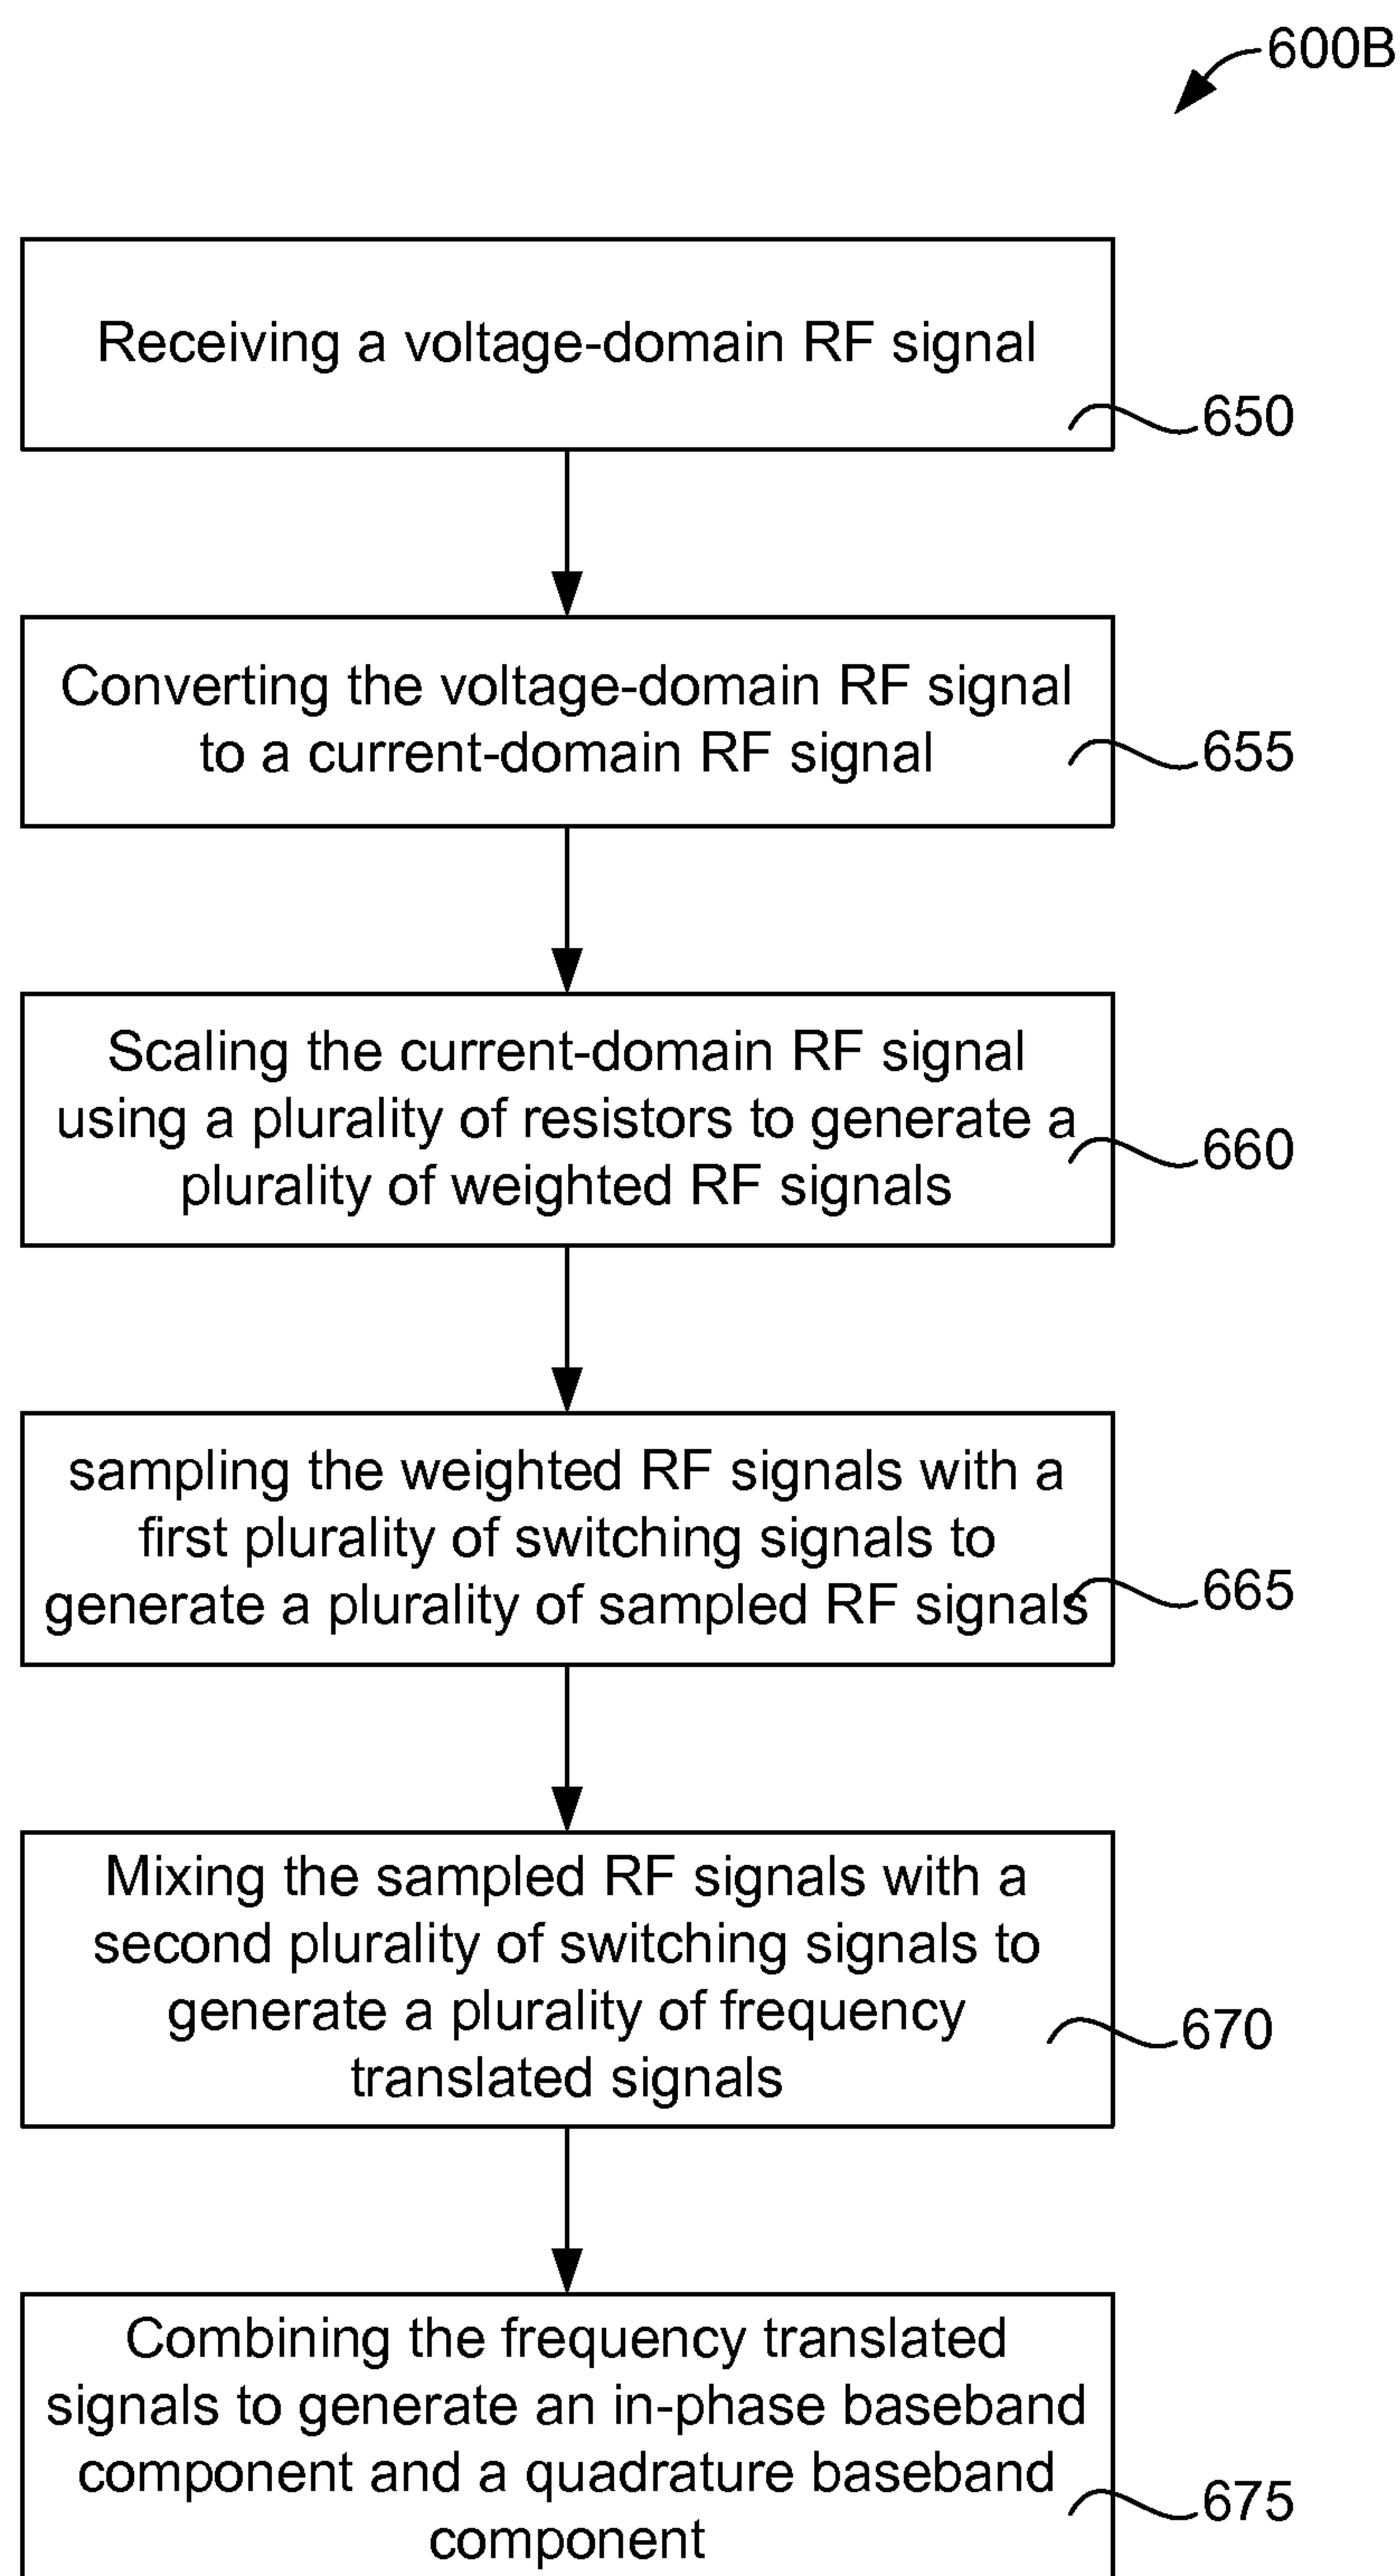 600B
Receiving a voltage-domain RF signal
650
Converting the voltage-domain RF signal
to a current-domain RF signal
655
Scaling the current-domain RF signal
using a plurality of resistors to generate a
plurality of weighted RF signals
660
sampling the weighted RF signals with a
first plurality of switching signals to
generate a plurality of sampled RF signals
665
Mixing the sampled RF signals with a
second plurality of switching signals to
generate a plurality of frequency
translated signals
670
Combining the frequency translated
signals to generate an in-phase baseband
component and a quadrature baseband
component
675